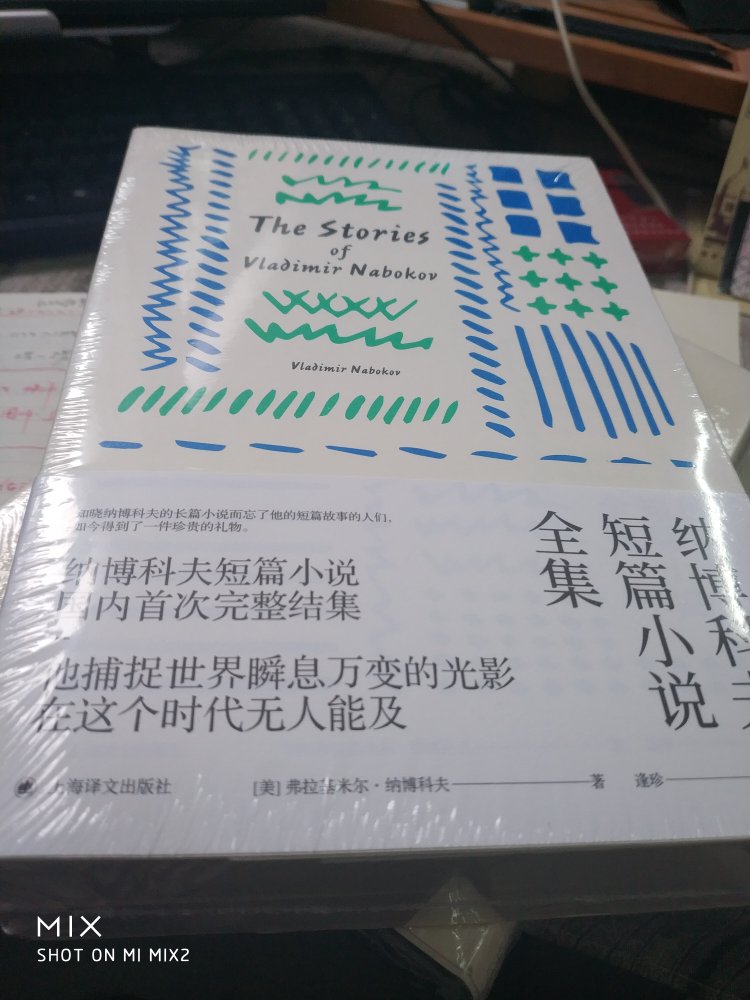 The Stories
of
Vladimir Nabokov
Vladimir Nabokov
知晓纳博科夫的长篇小说而忘了他的短篇故事的人们，
如今得到了一件珍贵的礼物。
纳博科夫短篇小说
国内首次完整结集
他捕捉世界瞬息万变的光影
在这个时代无人能及
纳博科夫
短篇小说
全集
上海译文出版社
[美] 弗拉基米尔·纳博科夫 著 逢珍
MIX
SHOT ON MI MIX2